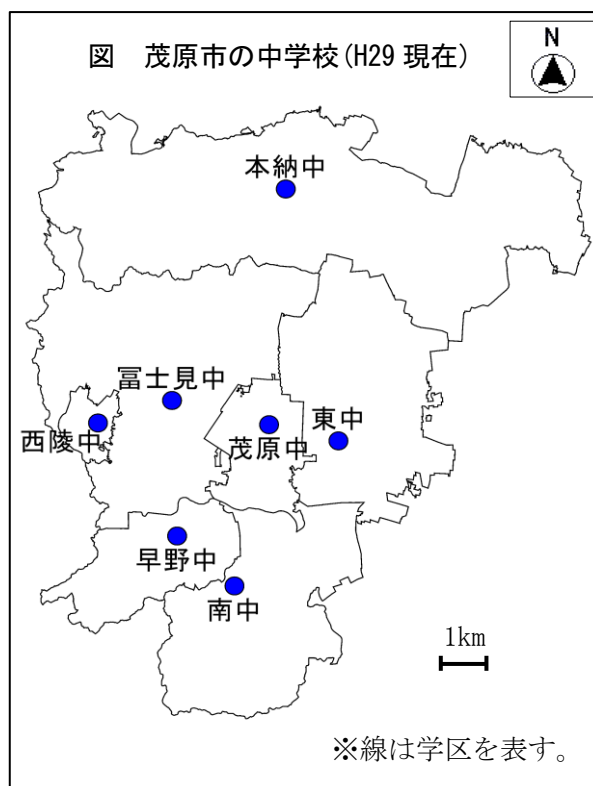 図 茂原市の中学校(H29 現在)
N
本納中
冨士見中
西陵中
茂原中
東中
早野中
南中
1km
※線は学区を表す。